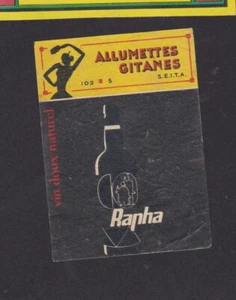 ALLUMETTES
GITANES
S.E.I.T.A.
vin doux naturel
Rapha